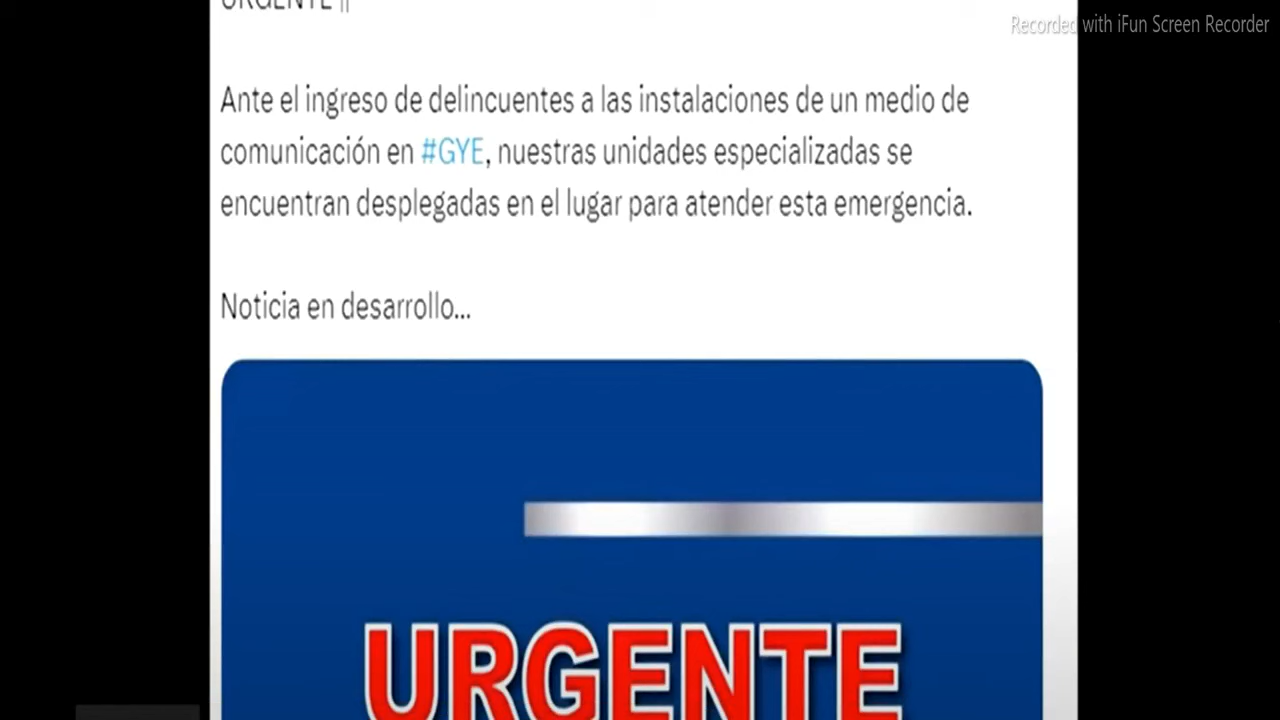 URGENTE ||
Recorded with iFun Screen Recorder
Ante el ingreso de delincuentes a las instalaciones de un medio de
comunicación en #GYE, nuestras unidades especializadas se
encuentran desplegadas en el lugar para atender esta emergencia.
Noticia en desarrollo...
URGENTE